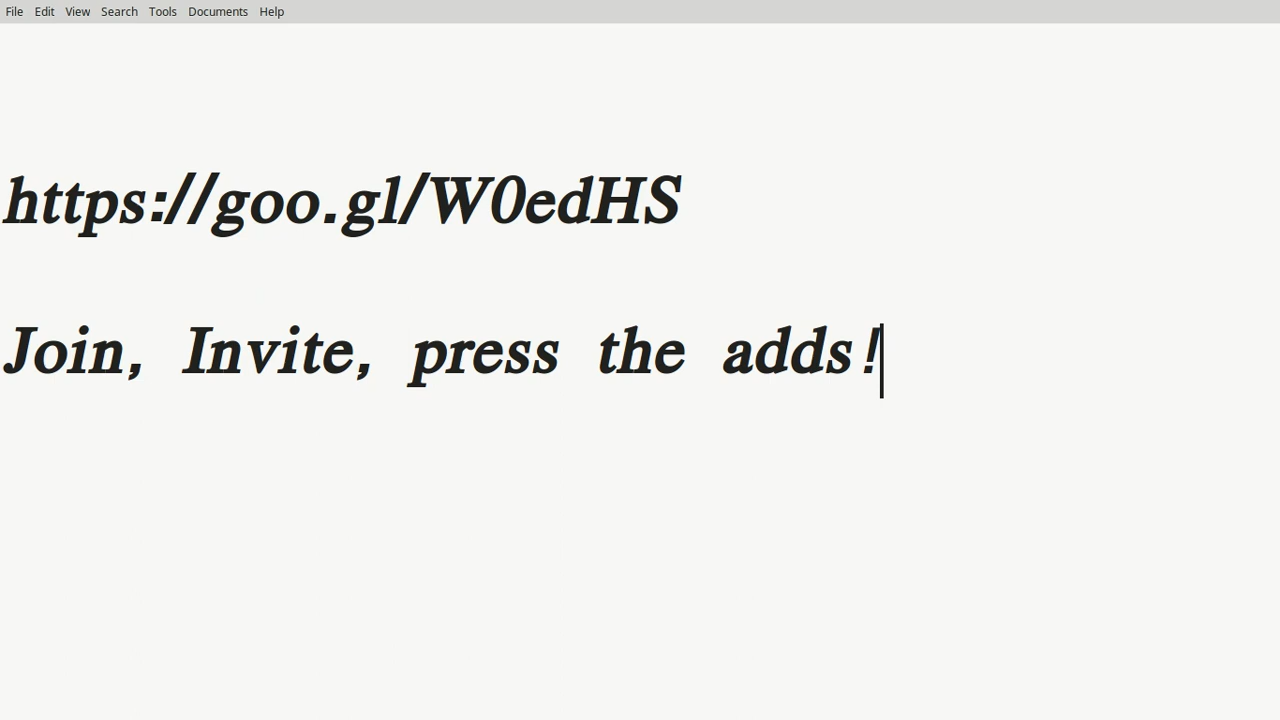 File Edit View Search Tools Documents Help
https://goo.gl/W0edHS
Join, Invite, press the adds!